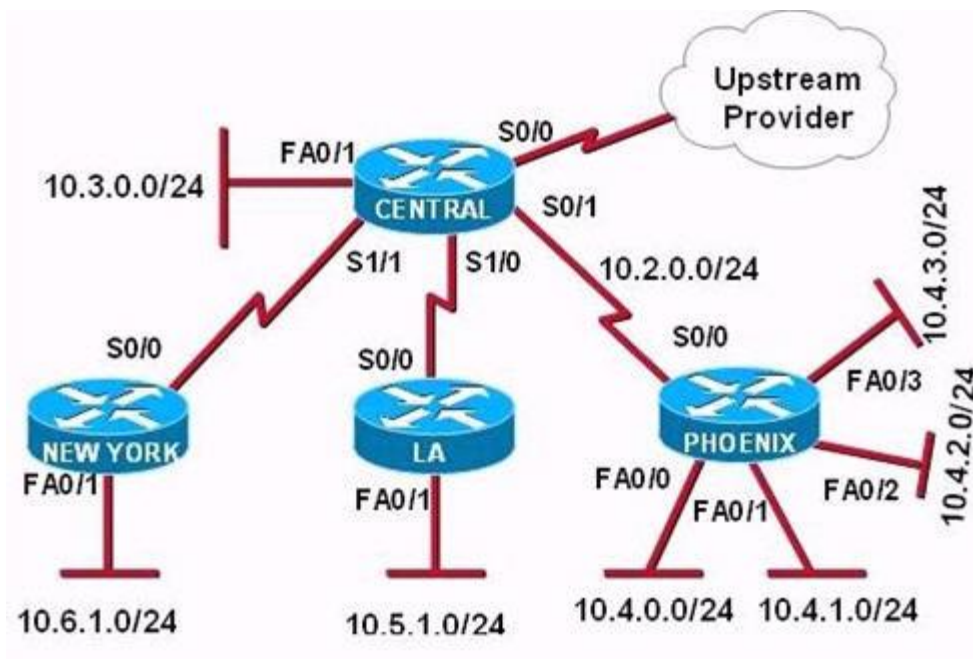 Upstream
Provider
S0/0
FA0/1
10.3.0.0/24
CENTRAL
S0/1
S1/1
S1/0
10.2.0.0/24
10.4.3.0/24
S0/0
S0/0
S0/0
FA0/3
NEW YORK
LA
PHOENIX
10.4.2.0/24
FA0/1
FA0/1
FA0/0
FA0/1
FA0/2
10.6.1.0/24
10.5.1.0/24
10.4.0.0/24
10.4.1.0/24